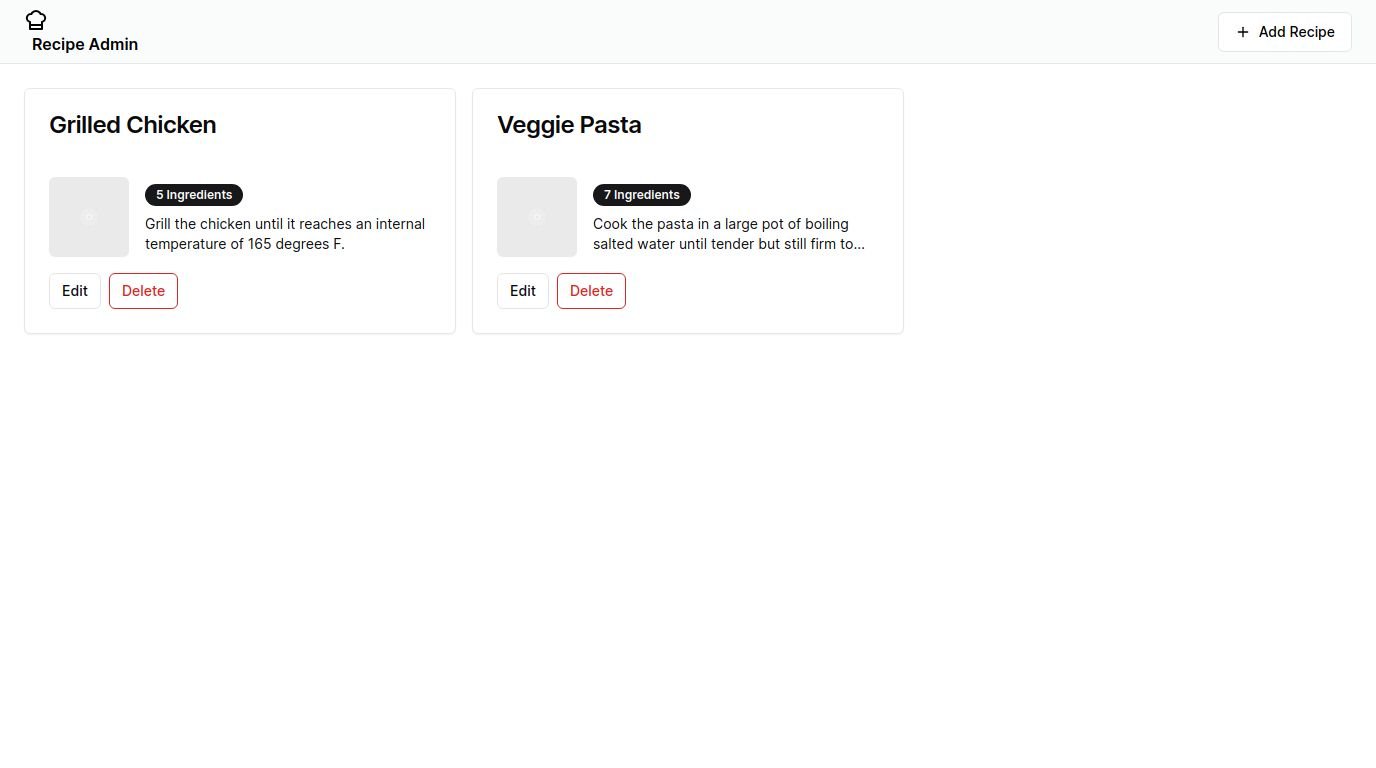 Recipe Admin
+ Add Recipe
Grilled Chicken
5 Ingredients
Grill the chicken until it reaches an internal
temperature of 165 degrees F.
Edit
Delete
Veggie Pasta
7 Ingredients
Cook the pasta in a large pot of boiling
salted water until tender but still firm to...
Edit
Delete